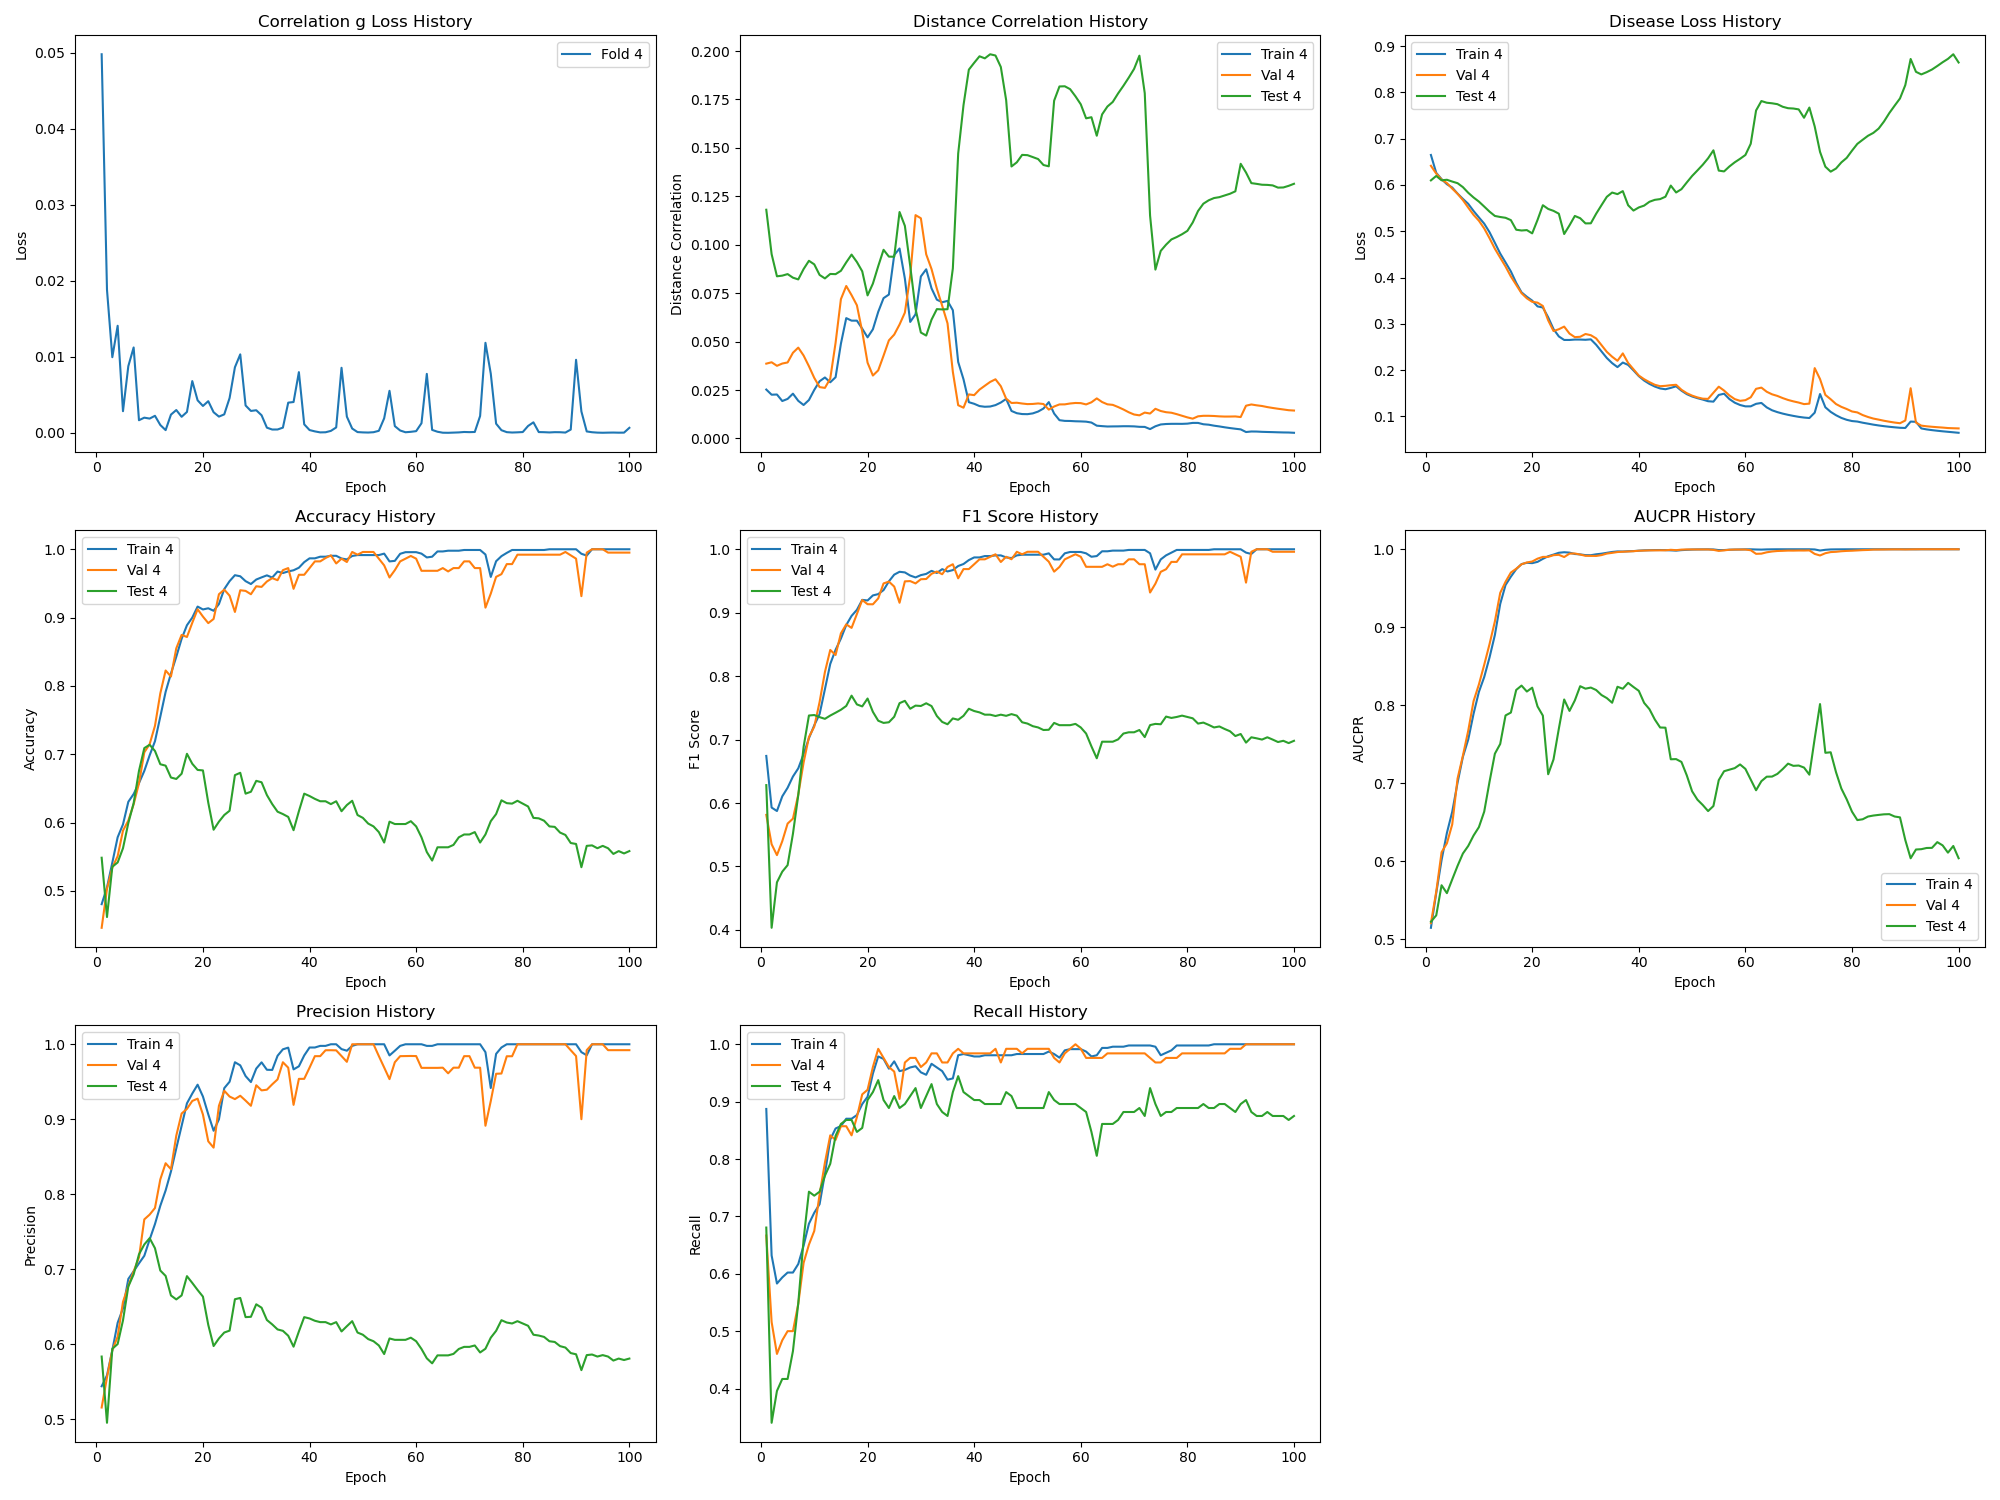 Correlation g Loss History
Loss
0.05
0.04
0.03
0.02
0.01
0.00
0 20 40 60 80 100
Epoch
Fold 4
Distance Correlation History
Distance Correlation
0.200
0.175
0.150
0.125
0.100
0.075
0.050
0.025
0.000
0 20 40 60 80 100
Epoch
Train 4
Val 4
Test 4
Disease Loss History
Loss
0.9
0.8
0.7
0.6
0.5
0.4
0.3
0.2
0.1
0 20 40 60 80 100
Epoch
Train 4
Val 4
Test 4
Accuracy History
Accuracy
1.0
0.9
0.8
0.7
0.6
0.5
0 20 40 60 80 100
Epoch
Train 4
Val 4
Test 4
F1 Score History
F1 Score
1.0
0.9
0.8
0.7
0.6
0.5
0.4
0 20 40 60 80 100
Epoch
Train 4
Val 4
Test 4
AUCPR History
AUCPR
1.0
0.9
0.8
0.7
0.6
0.5
0 20 40 60 80 100
Epoch
Train 4
Val 4
Test 4
Precision History
Precision
1.0
0.9
0.8
0.7
0.6
0.5
0 20 40 60 80 100
Epoch
Train 4
Val 4
Test 4
Recall History
Recall
1.0
0.9
0.8
0.7
0.6
0.5
0.4
0 20 40 60 80 100
Epoch
Train 4
Val 4
Test 4